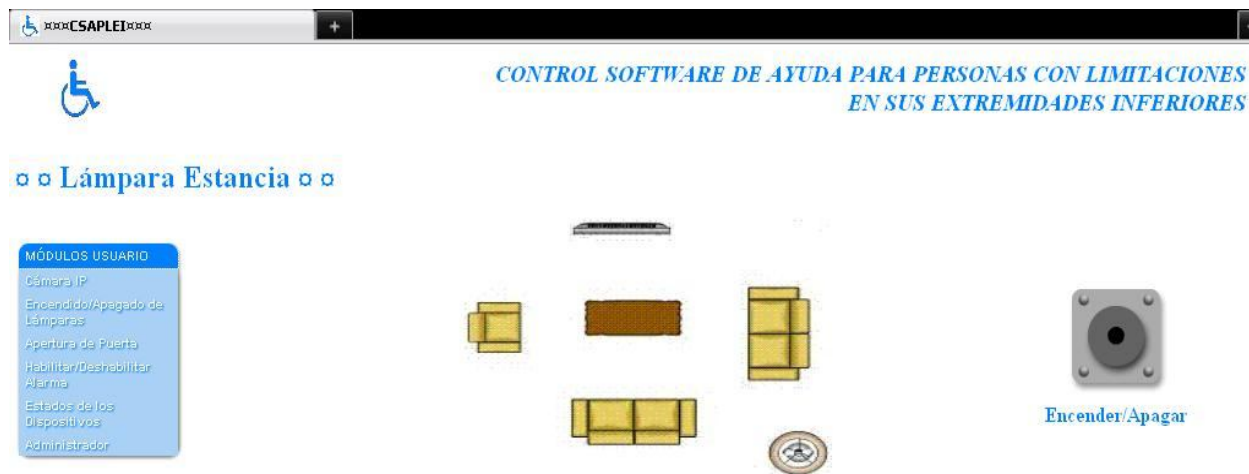 ¤¤¤CSAPLEI¤¤¤
+
CONTROL SOFTWARE DE AYUDA PARA PERSONAS CON LIMITACIONES
EN SUS EXTREMIDADES INFERIORES
¤ ¤ Lámpara Estancia ¤ ¤
MÓDULOS USUARIO
Cámara IP
Encendido/Apagado de
Lámparas
Apertura de Puerta
Habilitar/Deshabilitar
Alarma
Estados de los
Dispositivos
Administrador
Encender/Apagar